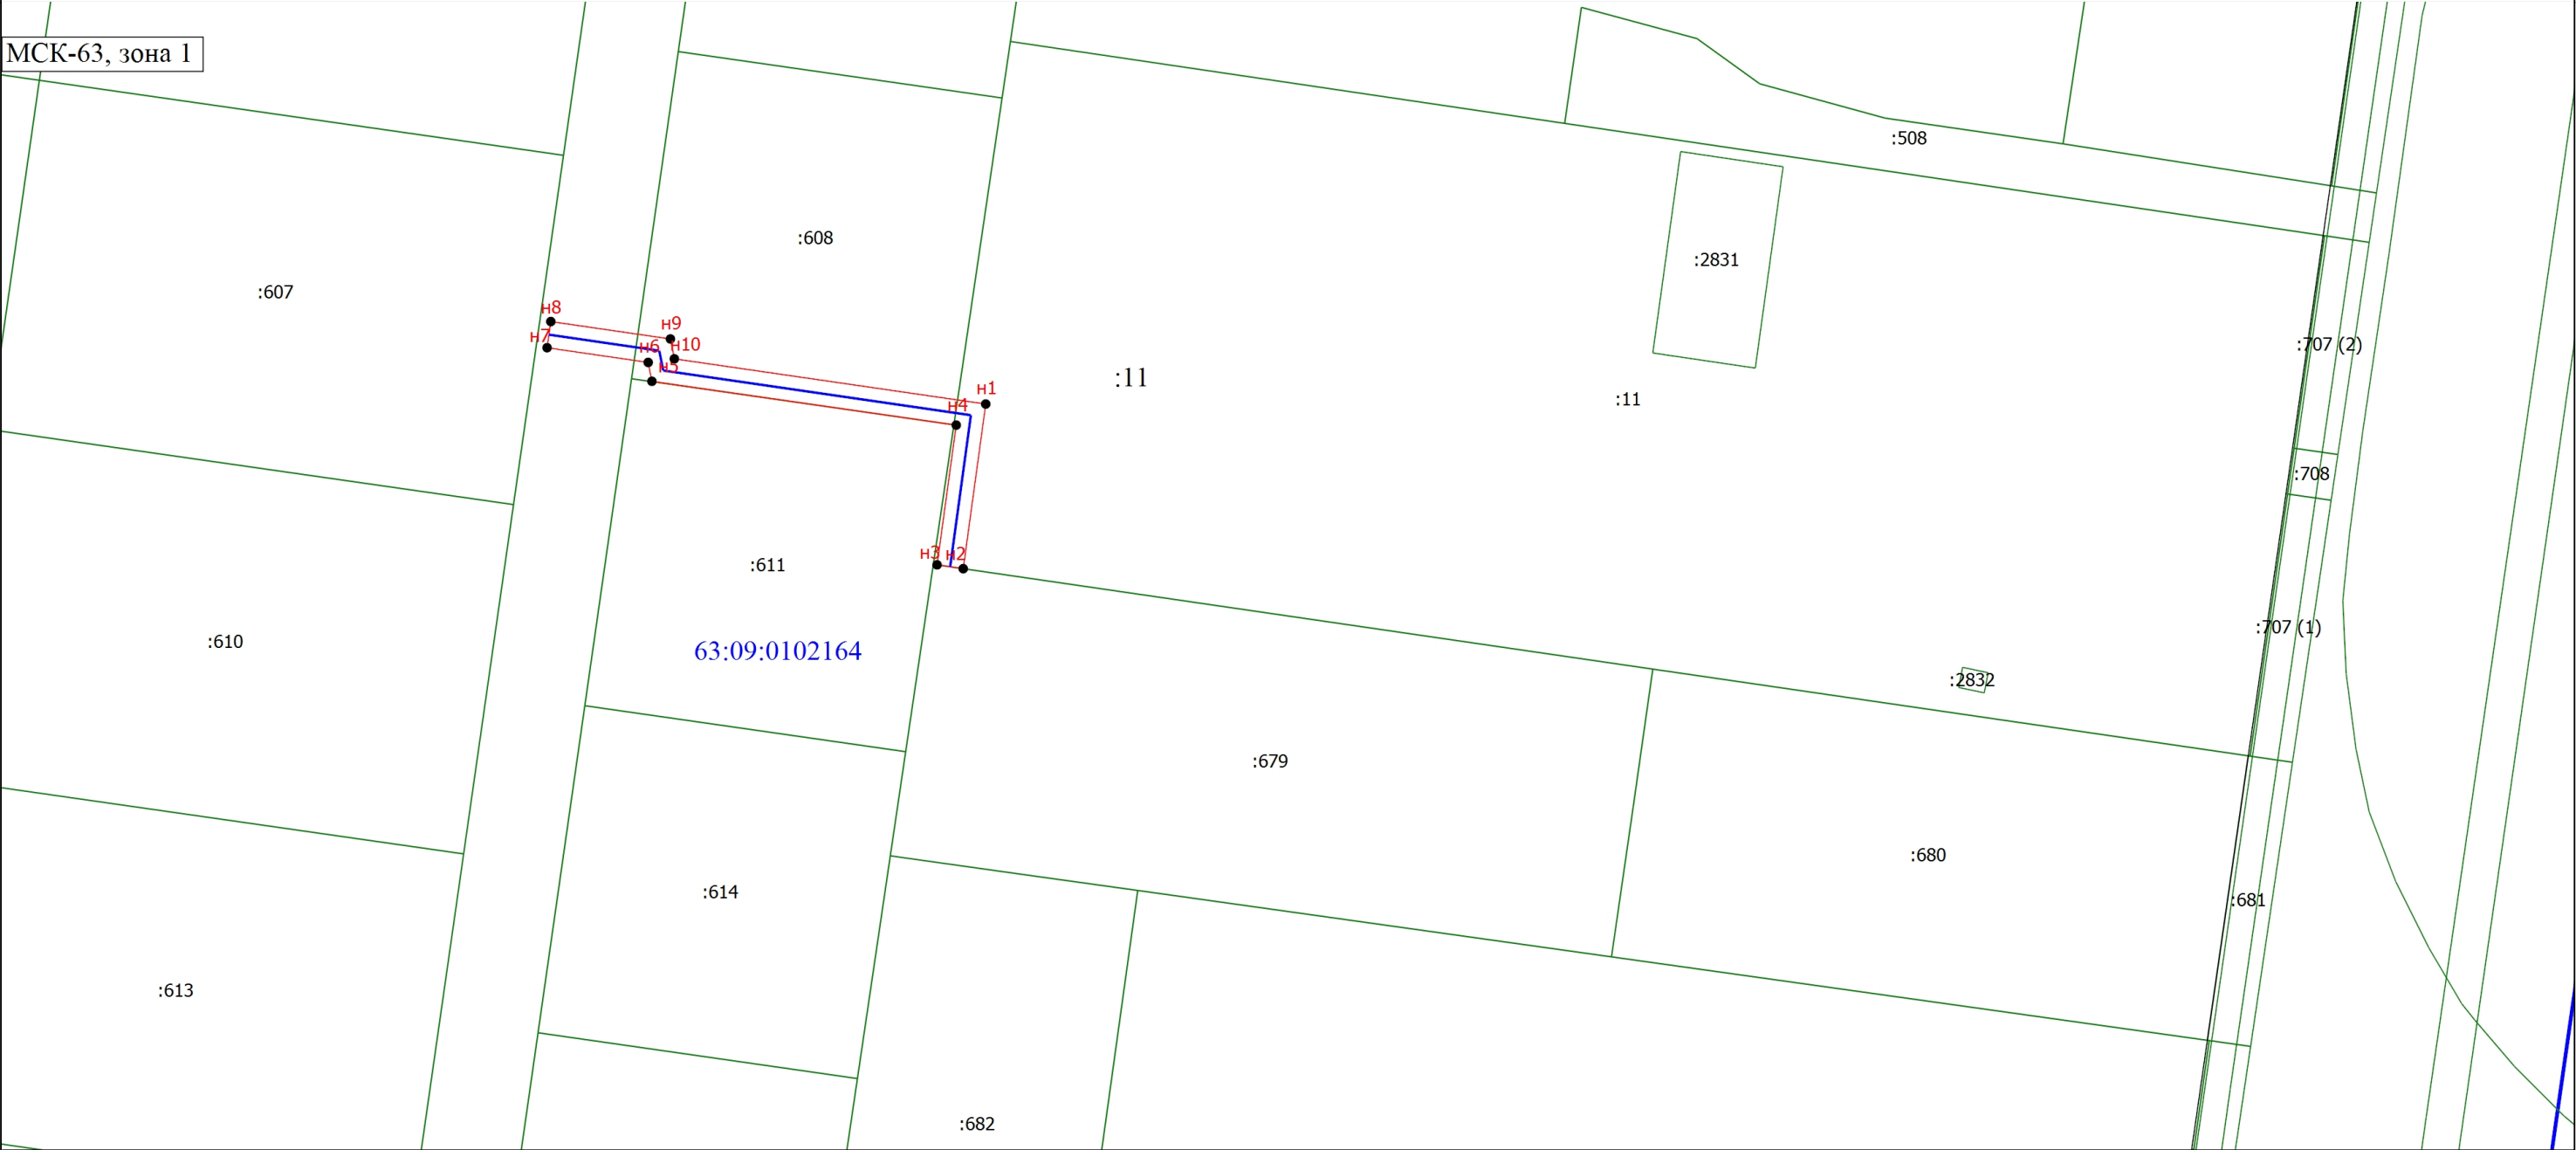 МСК-63, зона 1
:508
:608
:2831
:607
н8
н9
н7
н6
н10
:707 (2)
н5
:11
н1
:11
н4
:708
н3
н2
:611
:707 (1)
:610
63:09:0102164
:2832
:679
:680
:614
:681
:613
:682